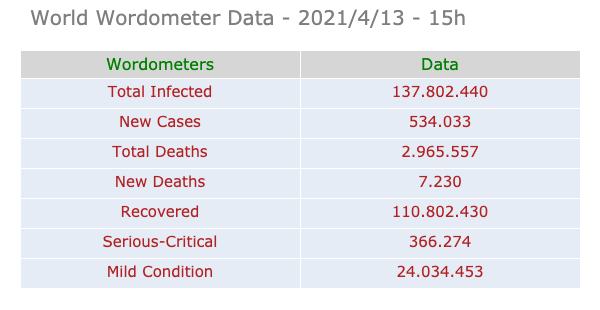 World Wordometer Data - 2021/4/13 - 15h
Wordometers Data
Total Infected 137.802.440
New Cases 534.033
Total Deaths 2.965.557
New Deaths 7.230
Recovered 110.802.430
Serious-Critical 366.274
Mild Condition 24.034.453